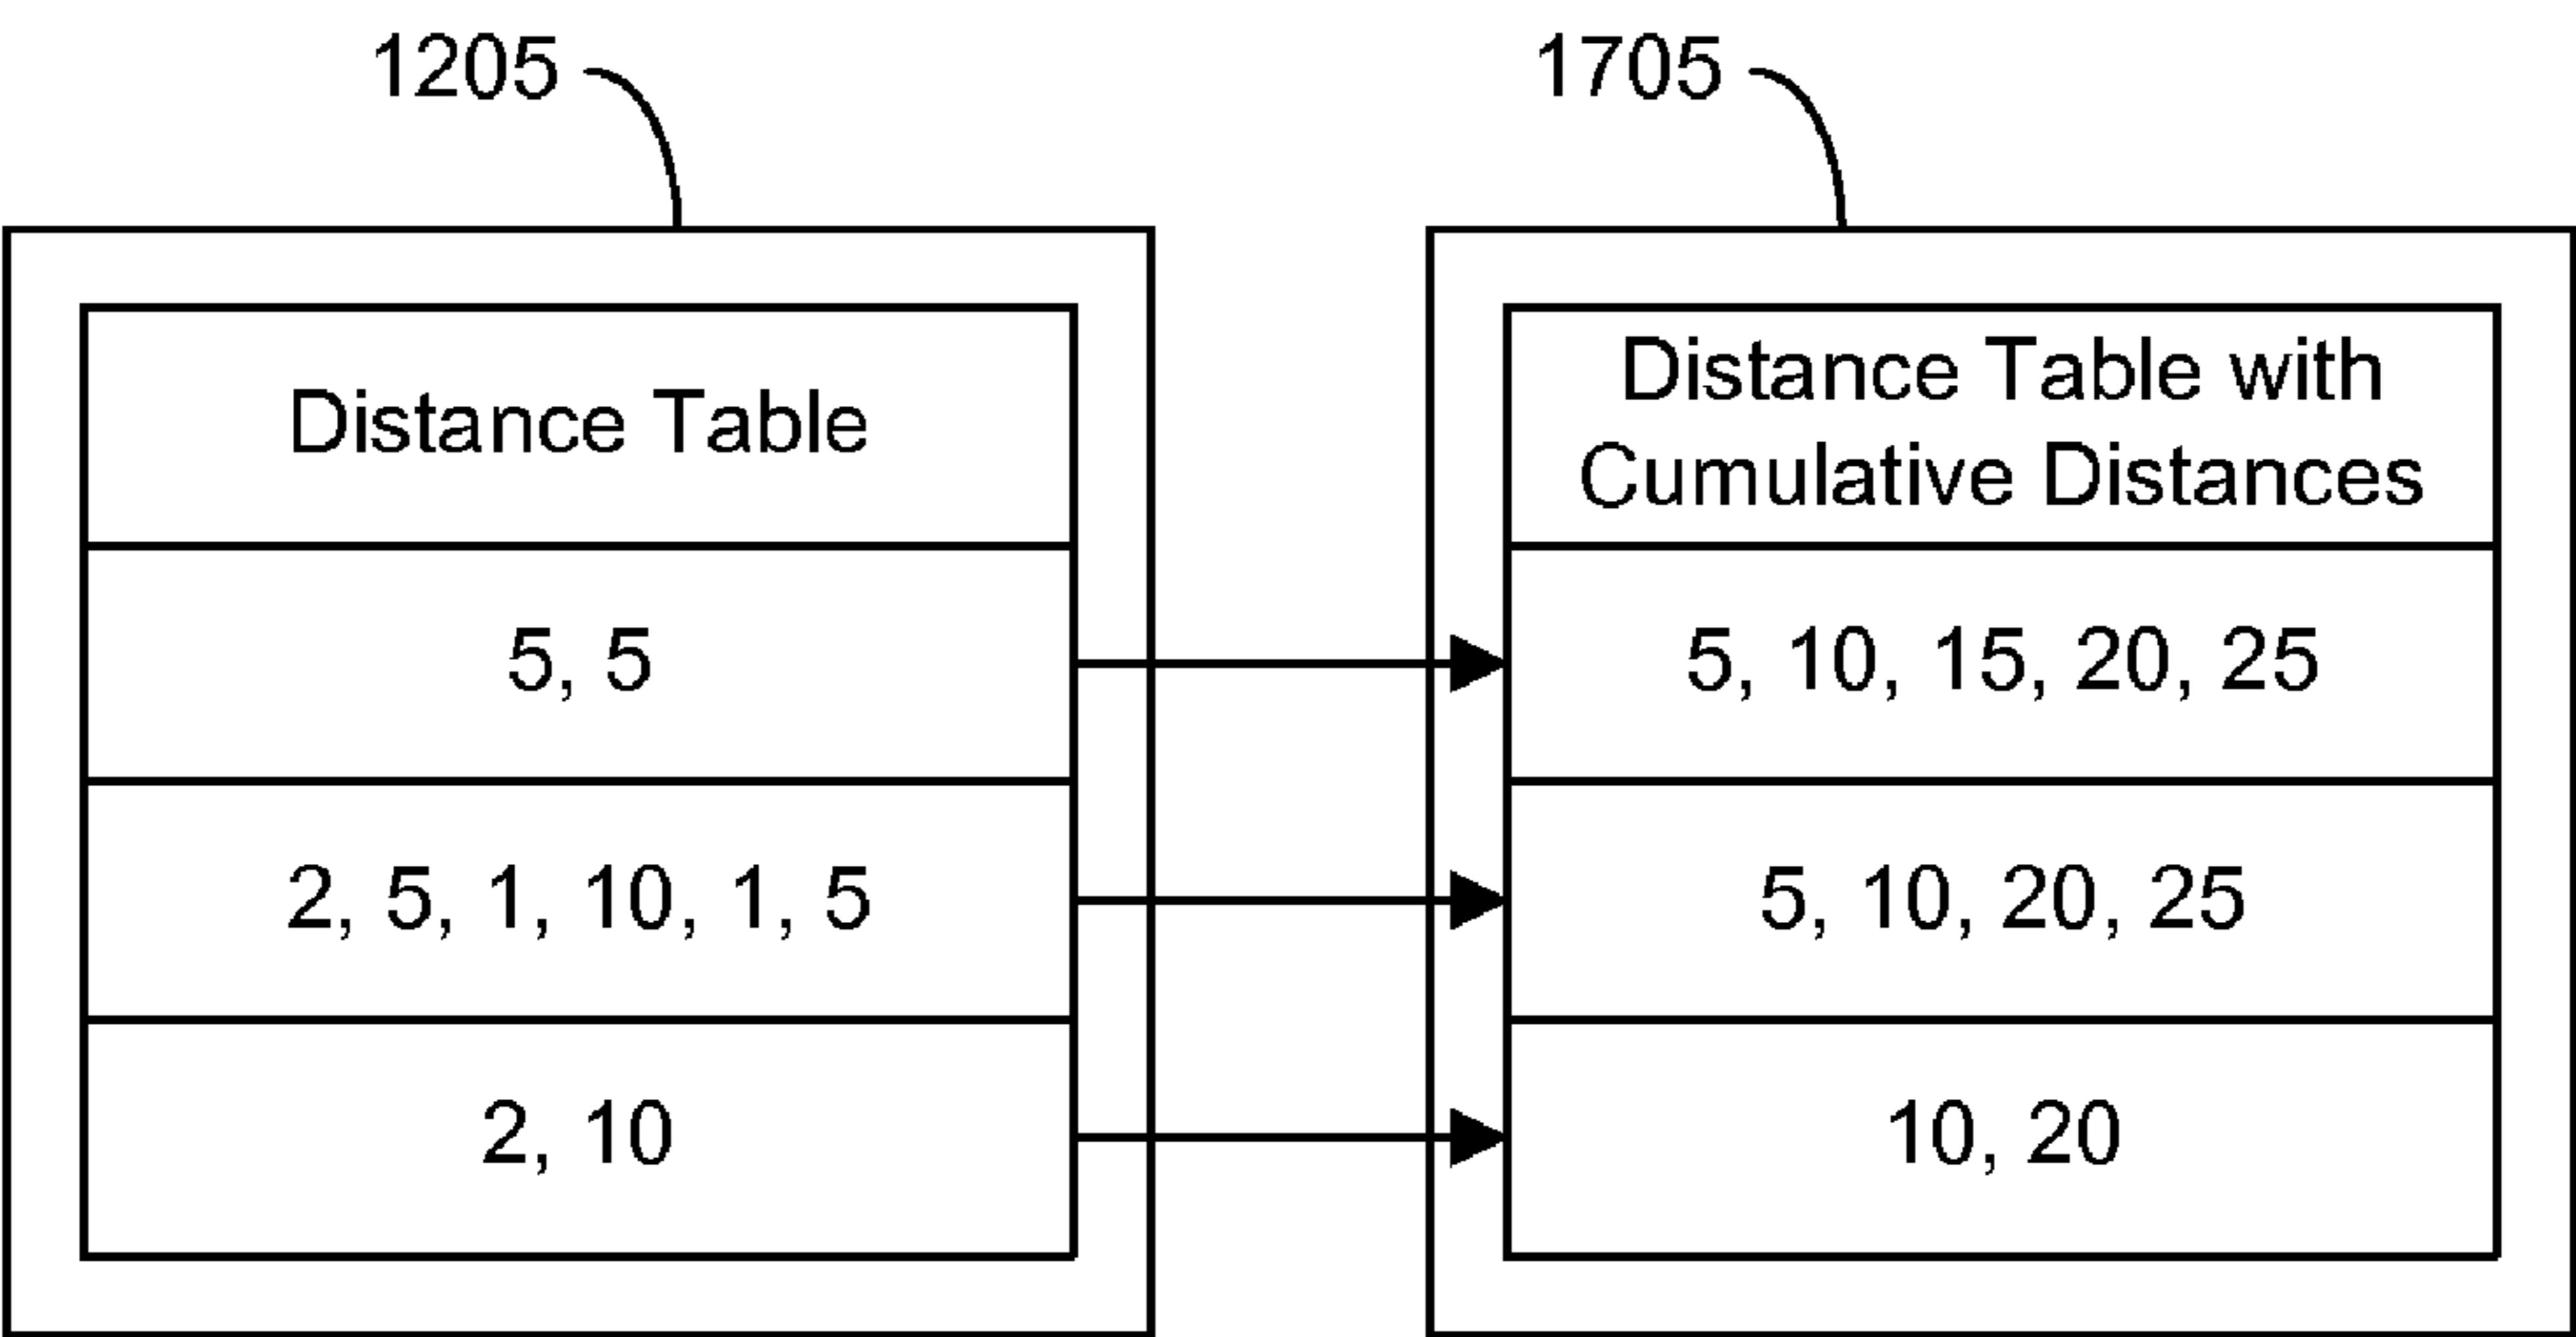 1205
1705
Distance Table
5, 5
2, 5, 1, 10, 1, 5
2, 10
Distance Table with
Cumulative Distances
5, 10, 15, 20, 25
5, 10, 20, 25
10, 20